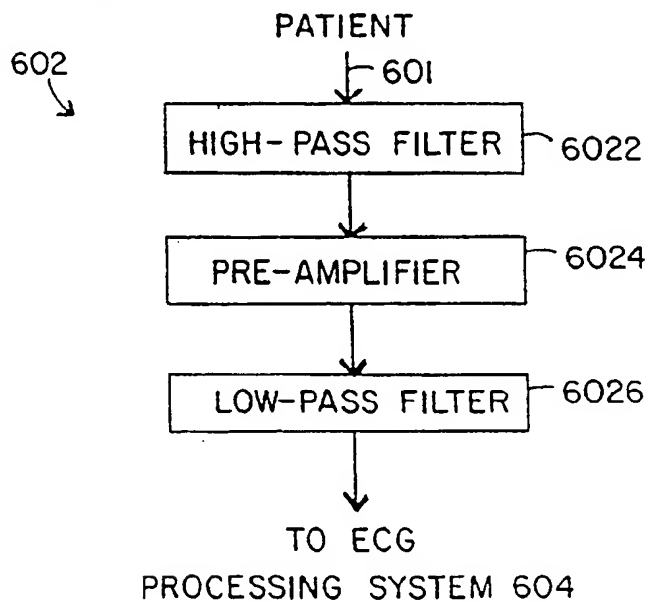 PATIENT
602
601
HIGH-PASS FILTER
6022
PRE-AMPLIFIER
6024
LOW-PASS FILTER
6026
TO ECG
PROCESSING SYSTEM 604